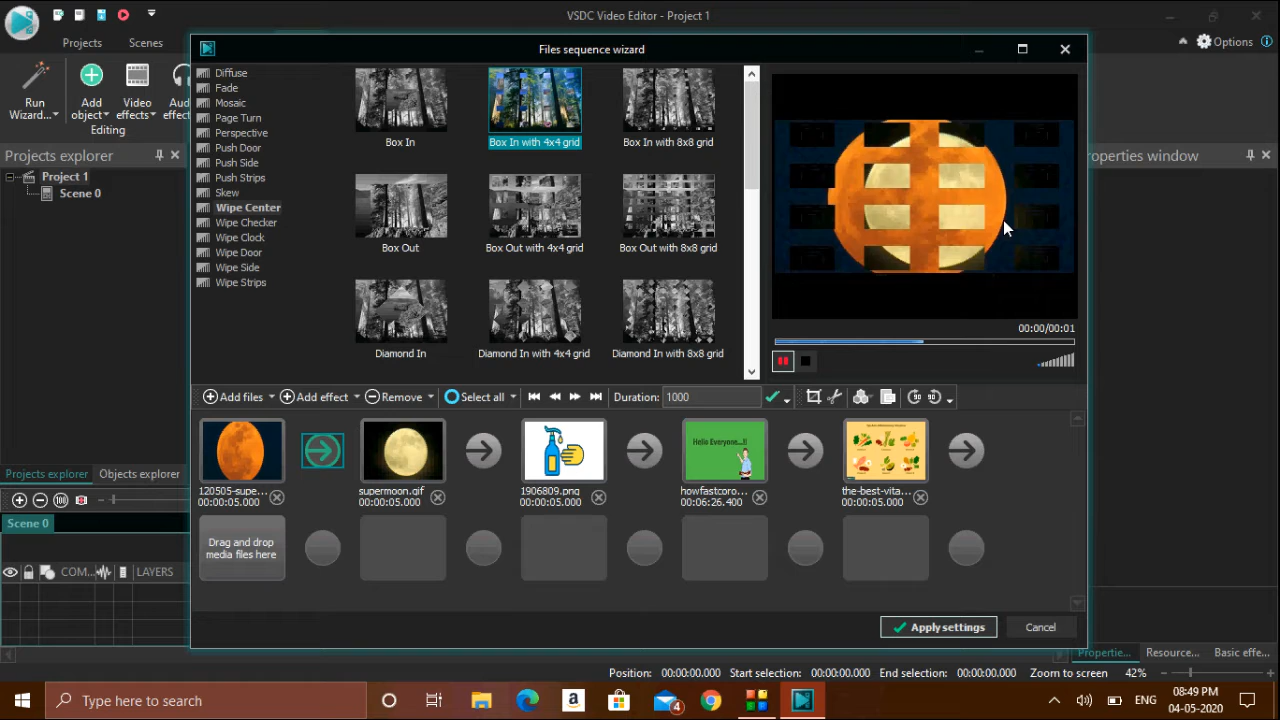 VSDC Video Editor - Project 1
Projects
Scenes
Options
Run Wizard...
Add object
Video effects
Editing
Projects explorer
Project 1
Scene 0
Projects explorer
Objects explorer
Scene 0
COM...
LAYERS
Files sequence wizard
Diffuse
Fade
Mosaic
Page Turn
Perspective
Push Door
Push Side
Push Strips
Skew
Wipe Center
Wipe Checker
Wipe Clock
Wipe Door
Wipe Side
Wipe Strips
Box In
Box In with 4x4 grid
Box In with 8x8 grid
Box Out
Box Out with 4x4 grid
Box Out with 8x8 grid
Diamond In
Diamond In with 4x4 grid
Diamond In with 8x8 grid
00:00/00:01
Add files
Add effect
Remove
Select all
Duration:
1000
120505-supe...
00:00:05.000
supermoon.gif
00:00:05.000
1906809.png
00:00:05.000
Hello Everyone...!!
howfastcoro...
00:06:26.400
the-best-vita...
00:00:05.000
Drag and drop
media files here
Apply settings
Cancel
Properties window
Propertie...
Resource...
Basic effe...
Position: 00:00:00.000
Start selection: 00:00:00.000
End selection: 00:00:00.000
Zoom to screen 42%
Type here to search
4
ENG
08:49 PM
04-05-2020